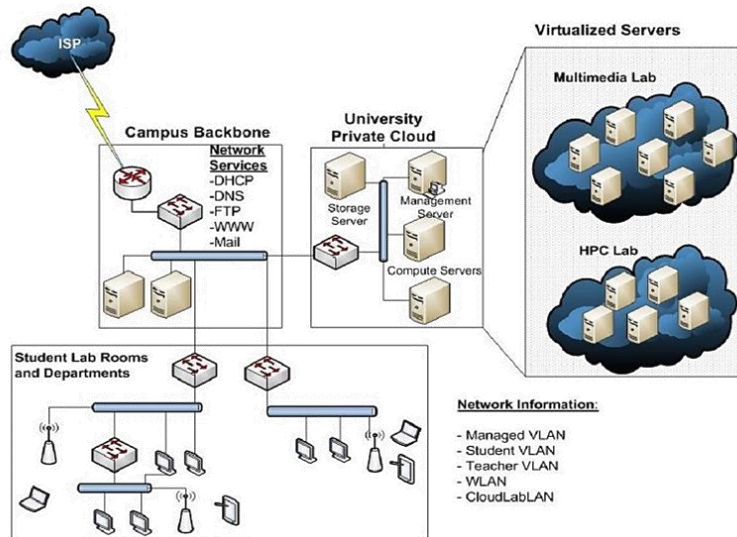 ISP
Virtualized Servers
Multimedia Lab
University
Private Cloud
Campus Backbone
Network
Services
-DHCP
-DNS
-FTP
-WWW
-Mail
Storage
Server
Management
Server
Compute Servers
HPC Lab
Student Lab Rooms
and Departments
Network Information:
- Managed VLAN
- Student VLAN
- Teacher VLAN
- WLAN
- CloudLabLAN